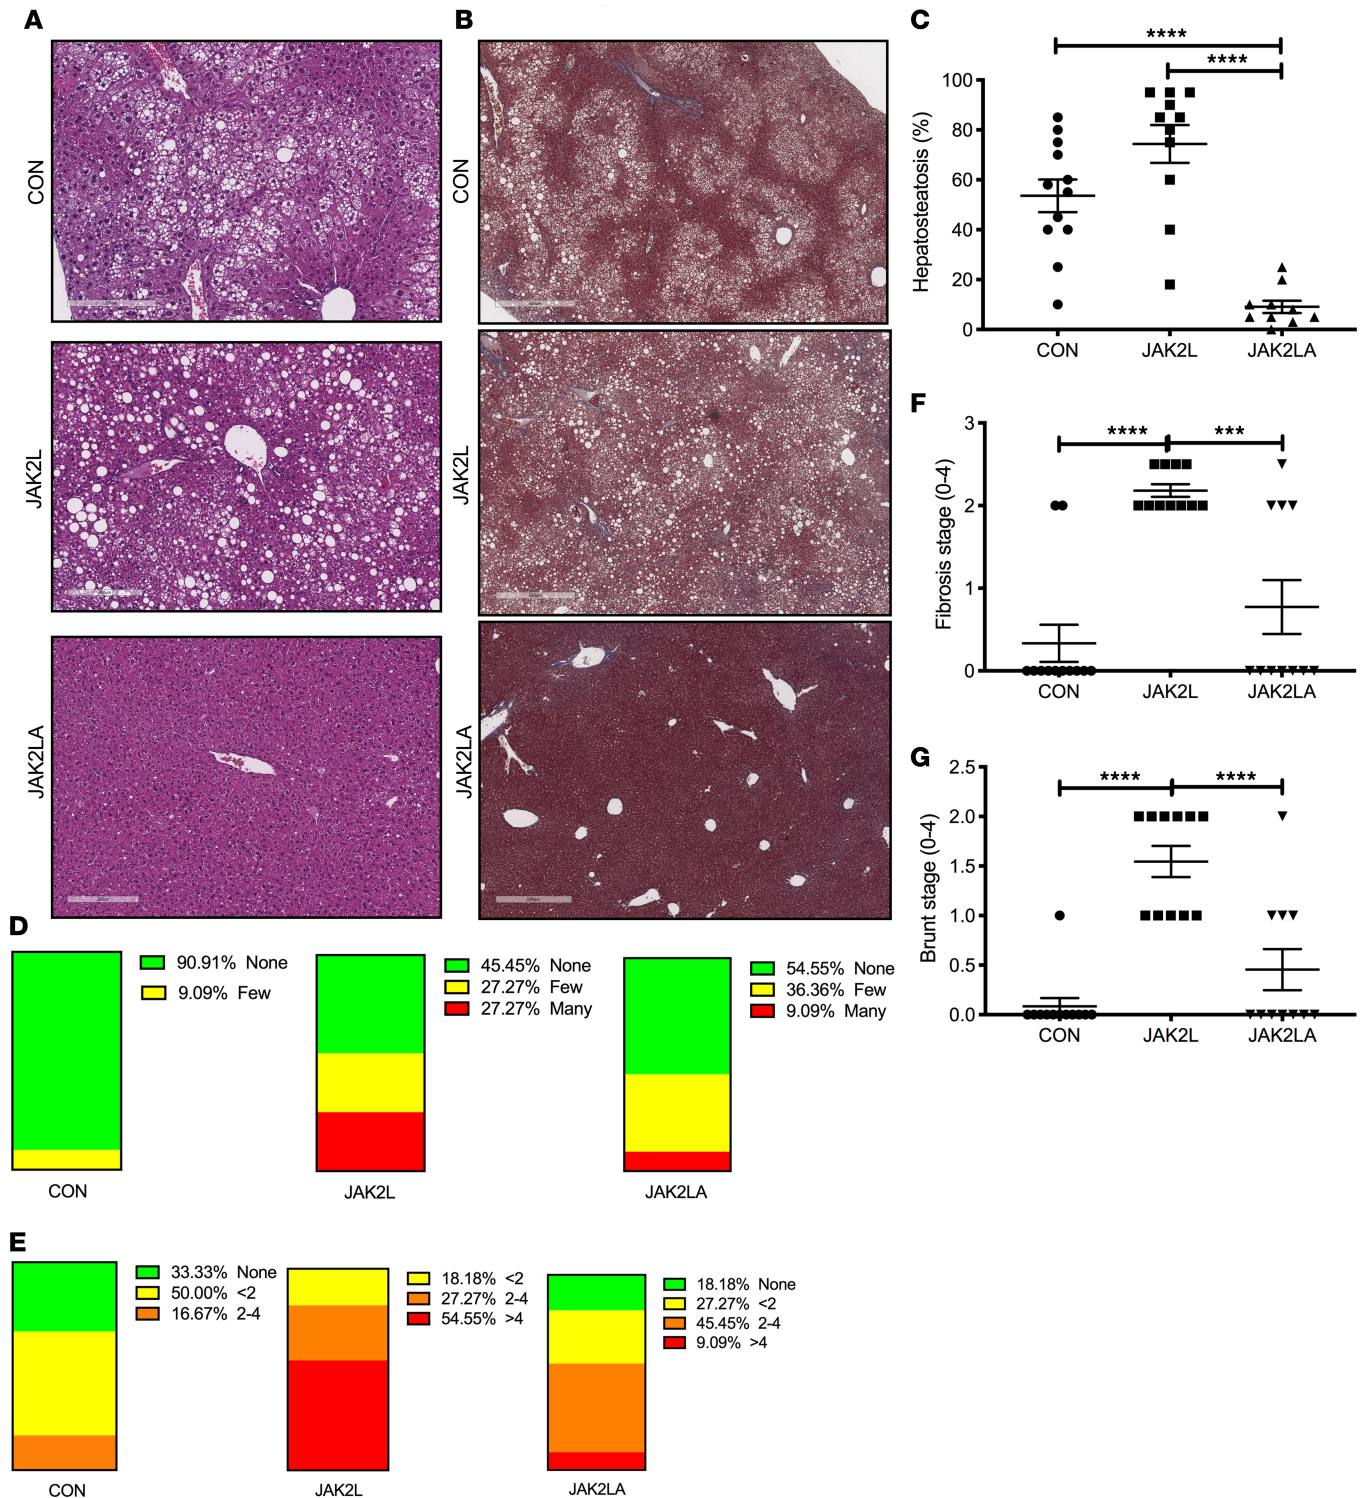 A
B
C
CON
CON
****
****
100
80
60
40
20
0
Hepatosteatosis (%)
CON
JAK2L
JAK2LA
JAK2L
JAK2L
F
****
***
3
2
1
0
Fibrosis stage (0-4)
CON
JAK2L
JAK2LA
JAK2LA
JAK2LA
G
****
****
2.5
2.0
1.5
1.0
0.5
0.0
Brunt stage (0-4)
CON
JAK2L
JAK2LA
D
90.91% None
9.09% Few
CON
45.45% None
27.27% Few
27.27% Many
JAK2L
54.55% None
36.36% Few
9.09% Many
JAK2LA
E
33.33% None
50.00% <2
16.67% 2-4
CON
18.18% <2
27.27% 2-4
54.55% >4
JAK2L
18.18% None
27.27% <2
45.45% 2-4
9.09% >4
JAK2LA